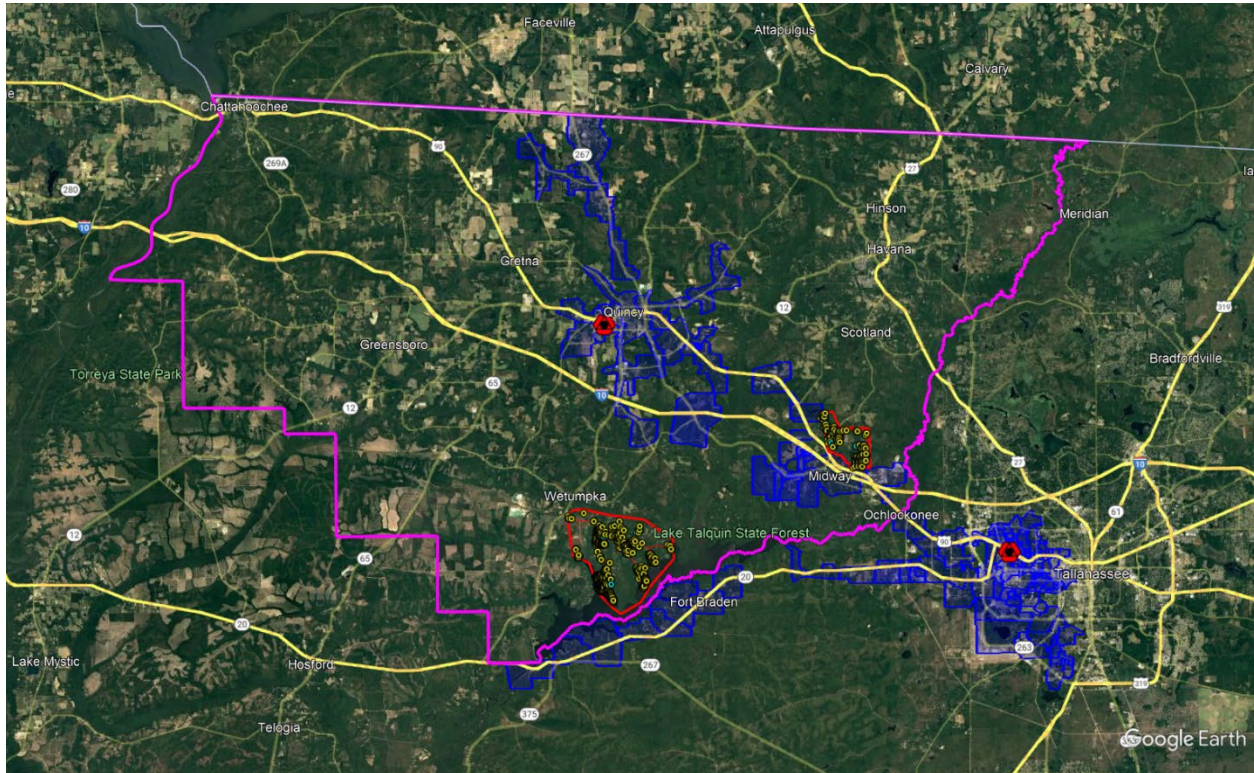 Faceville
Attapulgus
Calvary
Chattahoochee
90
267
269A
27
280
10
Hinson
Meridian
Havana
Gretna
12
319
Quincy
Scotland
Greensboro
Bradfordville
Torreya State Park
65
10
12
27
10
Midway
Wetumpka
61
Ochlockonee
12
Lake Talquin State Forest
90
65
20
Tallahassee
Fort Braden
20
263
Lake Mystic
Hosford
267
319
375
Telogia
Google Earth